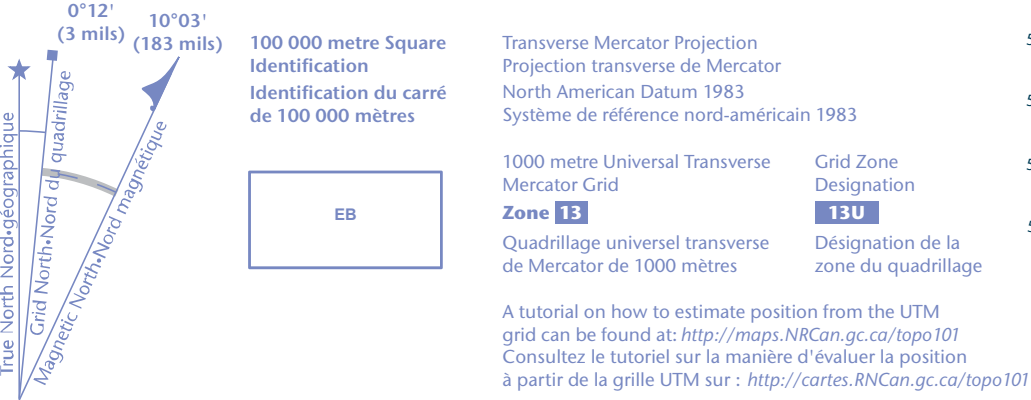 0°12'
(3 mils)
10°03'
(183 mils)
True North Nord•géographique
Grid North•Nord du quadrillage
Magnetic North•Nord magnétique
100 000 metre Square
Identification
Identification du carré
de 100 000 mètres
EB
Transverse Mercator Projection
Projection transverse de Mercator
North American Datum 1983
Système de référence nord-américain 1983
1000 metre Universal Transverse
Mercator Grid
Zone 13
Quadrillage universel transverse
de Mercator de 1000 mètres
Grid Zone
Designation
13U
Désignation de la
zone du quadrillage
A tutorial on how to estimate position from the UTM
grid can be found at: http://maps.NRCan.gc.ca/topo101
Consultez le tutoriel sur la manière d'évaluer la position
à partir de la grille UTM sur : http://cartes.RNCan.gc.ca/topo101